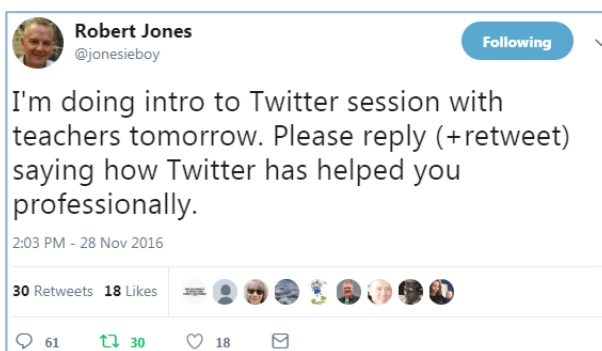 Robert Jones
@jonesieboy
Following
I'm doing intro to Twitter session with
teachers tomorrow. Please reply (+retweet)
saying how Twitter has helped you
professionally.
2:03 PM - 28 Nov 2016
30 Retweets 18 Likes
61 30 18